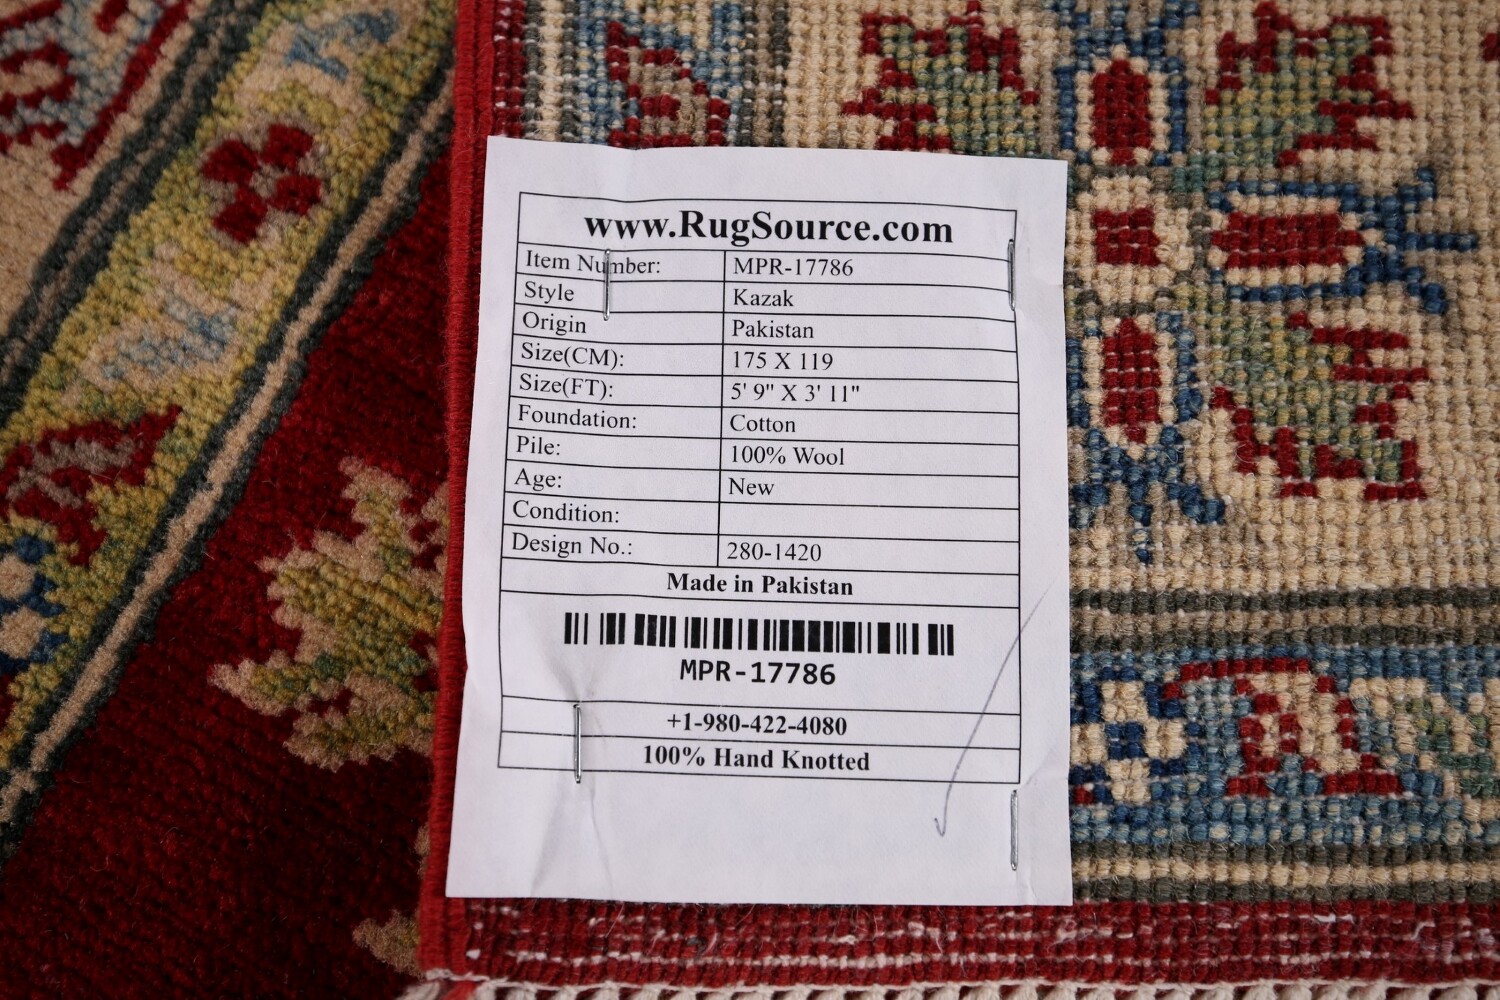 www.RugSource.com
Item Number: MPR-17786
Style Kazak
Origin Pakistan
Size(CM): 175 X 119
Size(FT): 5' 9" X 3' 11"
Foundation: Cotton
Pile: 100% Wool
Age: New
Condition:
Design No.: 280-1420
Made in Pakistan
MPR-17786
+1-980-422-4080
100% Hand Knotted